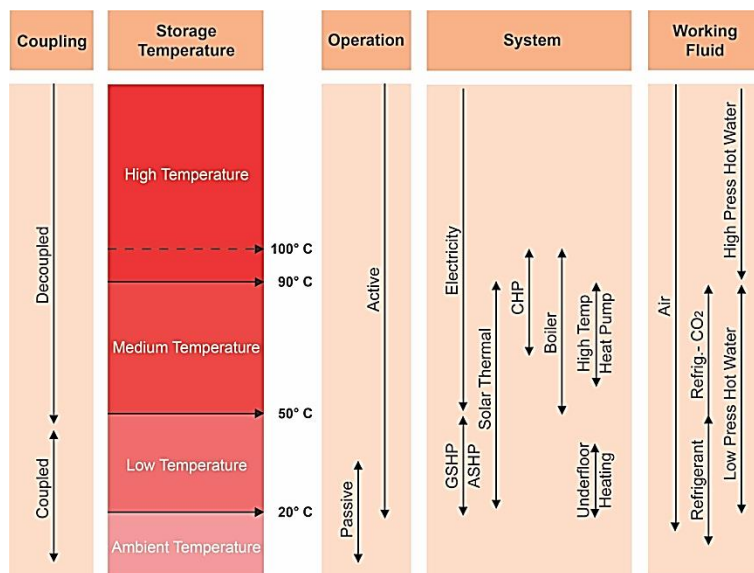 Coupling
Storage
Temperature
Operation
System
Working
Fluid
Decoupled
Coupled
High Temperature
Medium Temperature
Low Temperature
Ambient Temperature
100° C
90° C
50° C
20° C
Active
Passive
Electricity
GSHP
ASHP
Solar Thermal
CHP
Boiler
High Temp
Heat Pump
Underfloor
Heating
Air
Refrig.- CO₂
Refrigerant
High Press Hot Water
Low Press Hot Water